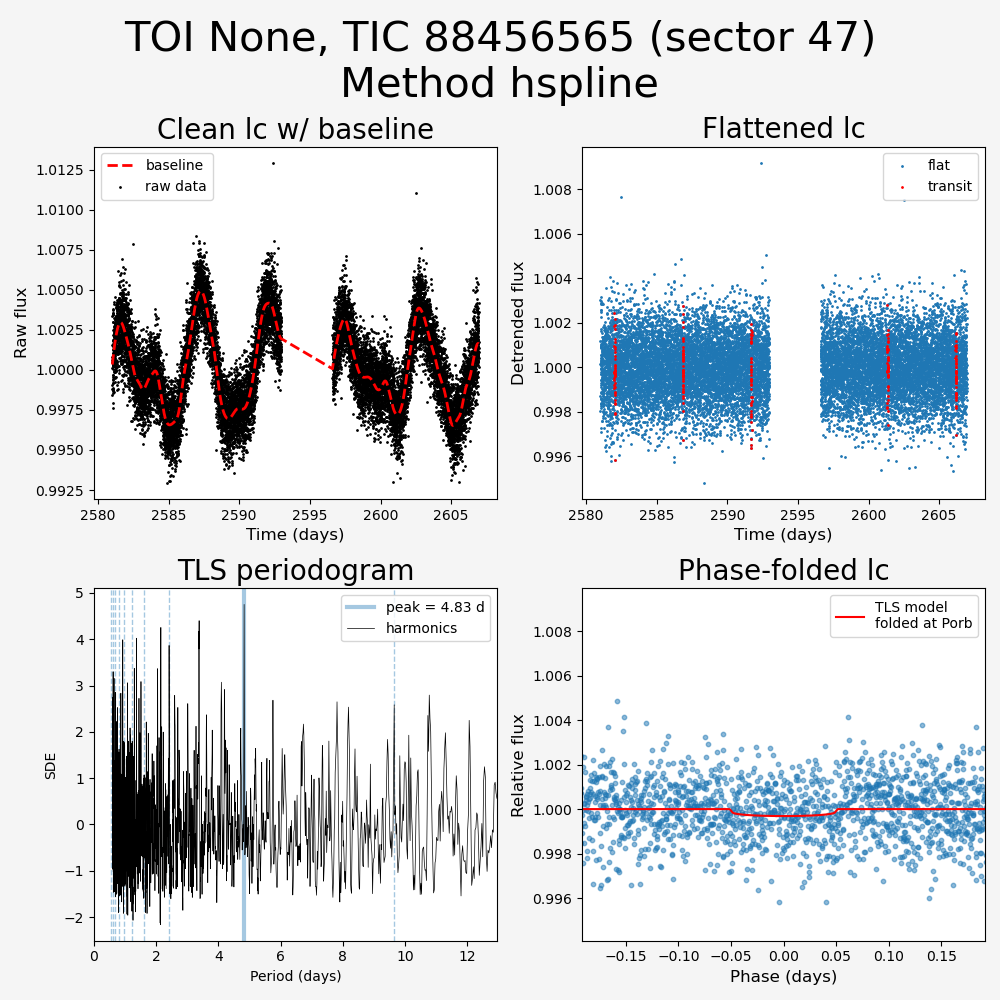 TOI None, TIC 88456565 (sector 47)
Method hspline
Clean lc w/ baseline
baseline
raw data
Raw flux
1.0125
1.0100
1.0075
1.0050
1.0025
1.0000
0.9975
0.9950
0.9925
2580
2585
2590
2595
2600
2605
Time (days)
Flattened lc
flat
transit
Detrended flux
1.008
1.006
1.004
1.002
1.000
0.998
0.996
2580
2585
2590
2595
2600
2605
Time (days)
TLS periodogram
peak = 4.83 d
harmonics
SDE
5
4
3
2
1
0
−1
−2
0
2
4
6
8
10
12
Period (days)
Phase-folded lc
TLS model
folded at Porb
Relative flux
1.008
1.006
1.004
1.002
1.000
0.998
0.996
−0.15
−0.10
−0.05
0.00
0.05
0.10
0.15
Phase (days)